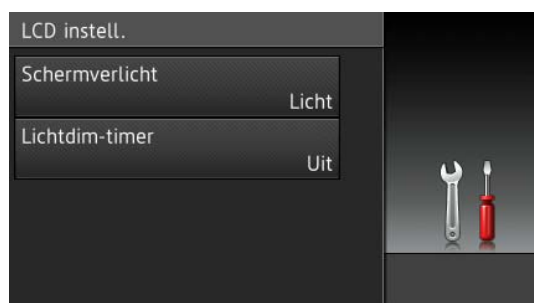 LCD instell.
Schermverlicht
Licht
Lichtdim-timer
Uit